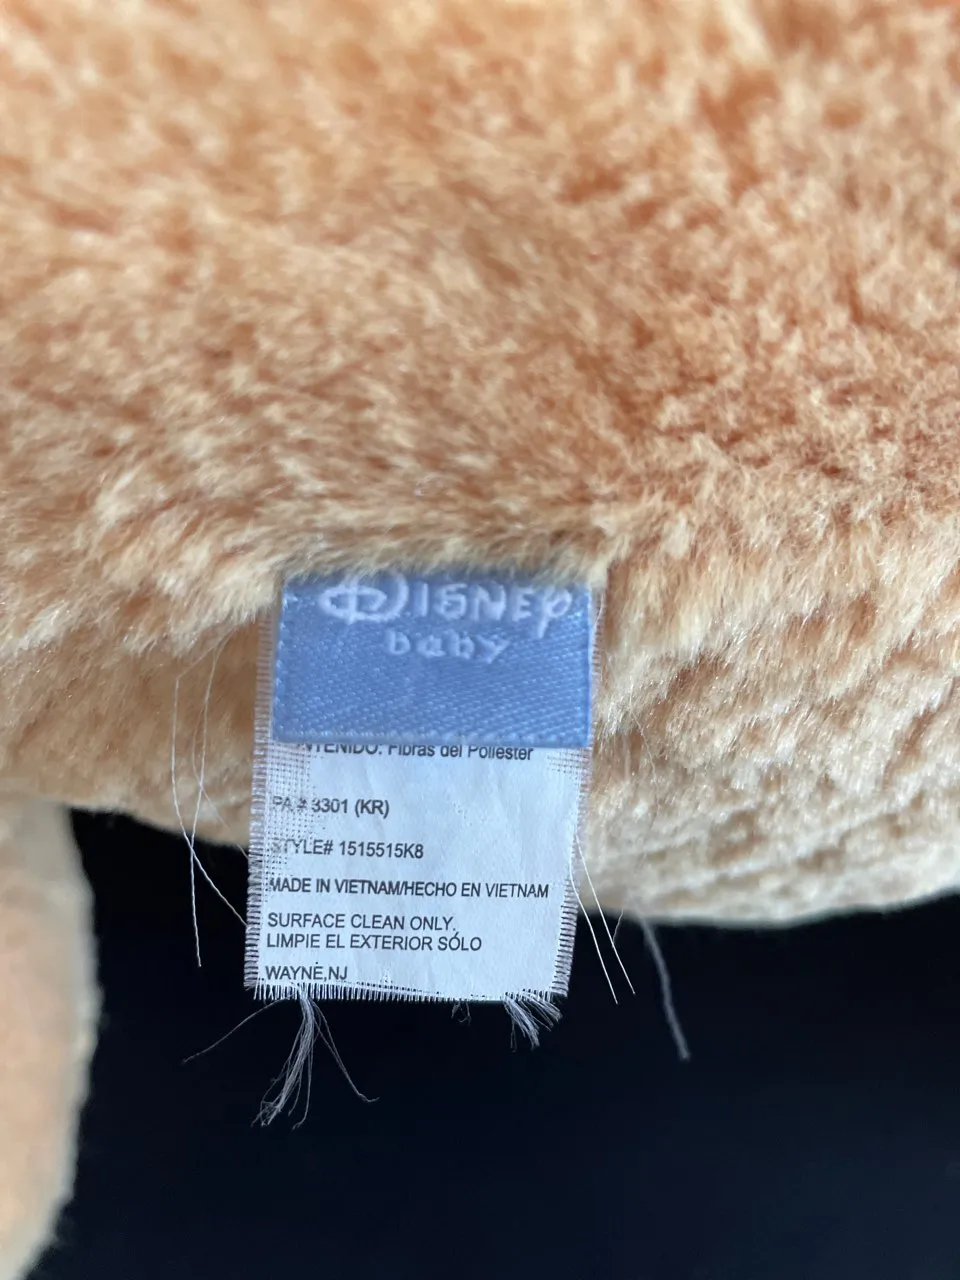 DISNEY
baby
NTENIDO: Fibras del Poliester
PA # 3301 (KR)
STYLE# 1515515K8
MADE IN VIETNAM/HECHO EN VIETNAM
SURFACE CLEAN ONLY.
LIMPIE EL EXTERIOR SÓLO
WAYNE,NJ